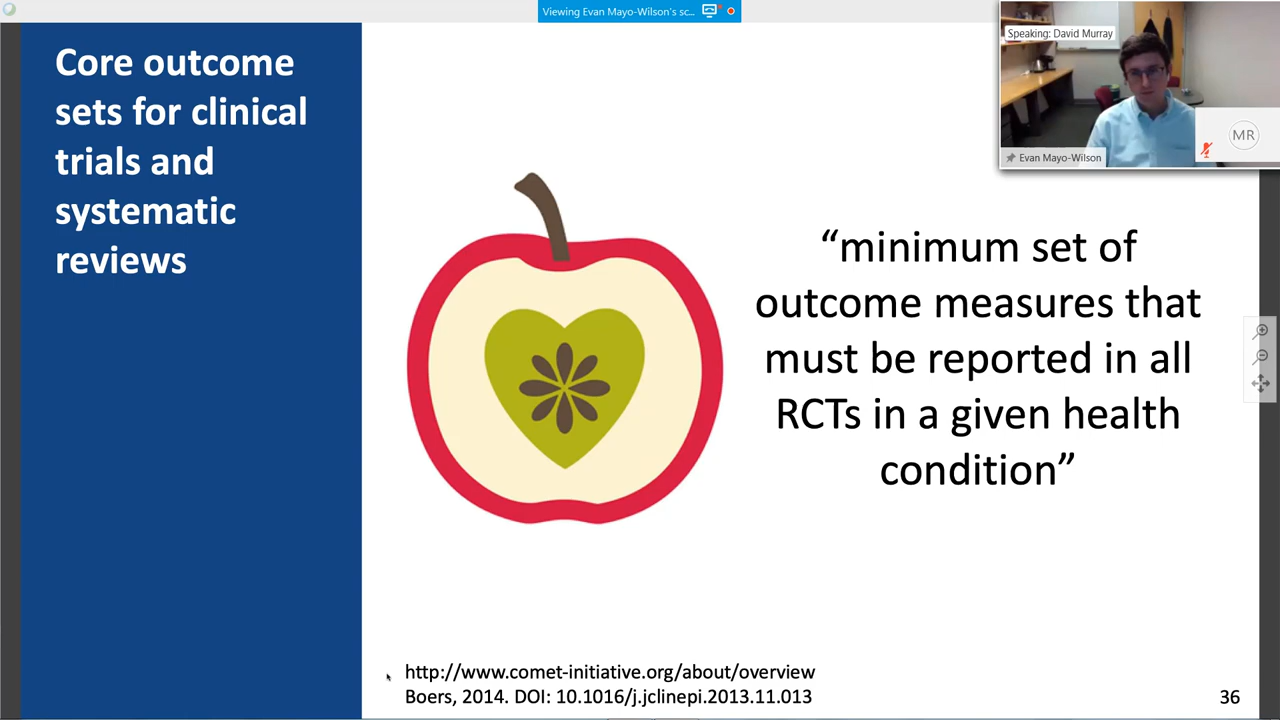 Viewing Evan Mayo-Wilson's sc...
Core outcome
sets for clinical
trials and
systematic
reviews
Speaking: David Murray
MR
Evan Mayo-Wilson
“minimum set of
outcome measures that
must be reported in all
RCTs in a given health
condition”
http://www.comet-initiative.org/about/overview
Boers, 2014. DOI: 10.1016/j.jclinepi.2013.11.013
36